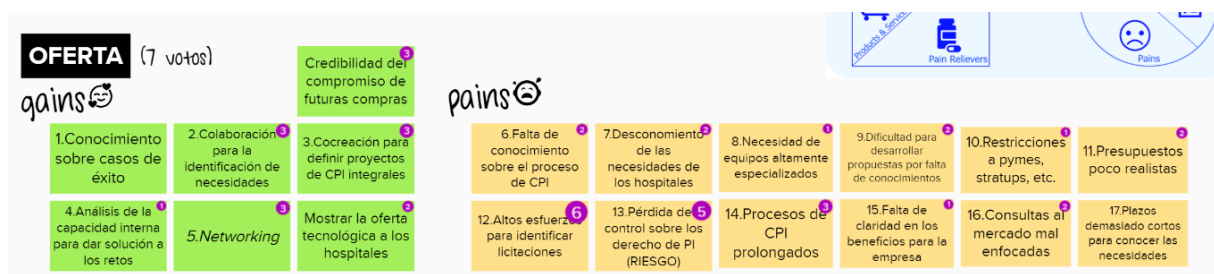 OFERTA (7 votos)
gains
Credibilidad del
compromiso de
futuras compras
3
1.Conocimiento
sobre casos de
éxito
2.Colaboración
para la
identificación de
necesidades
3
3.Cocreación para
definir proyectos
de CPI integrales
3
4.Análisis de la
capacidad interna
para dar solución a
los retos
1
5.Networking
3
Mostrar la oferta
tecnológica a los
hospitales
2
pains
6.Falta de
conocimiento
sobre el proceso
de CPI
2
7.Desconomiento
de las
necesidades de
los hospitales
2
8.Necesidad de
equipos altamente
especializados
1
9.Dificultad para
desarrollar
propuestas por falta
de conocimientos
2
10.Restricciones
a pymes,
stratups, etc.
1
11.Presupuestos
poco realistas
2
12.Altos esfuerzos
para identificar
licitaciones
6
13.Pérdida de
control sobre los
derecho de PI
(RIESGO)
5
14.Procesos de
CPI
prolongados
3
15.Falta de
claridad en los
beneficios para la
empresa
1
16.Consultas al
mercado mal
enfocadas
2
17.Plazos
demasiado cortos
para conocer las
necesidades
Products & Services
Pain Relievers
Pains